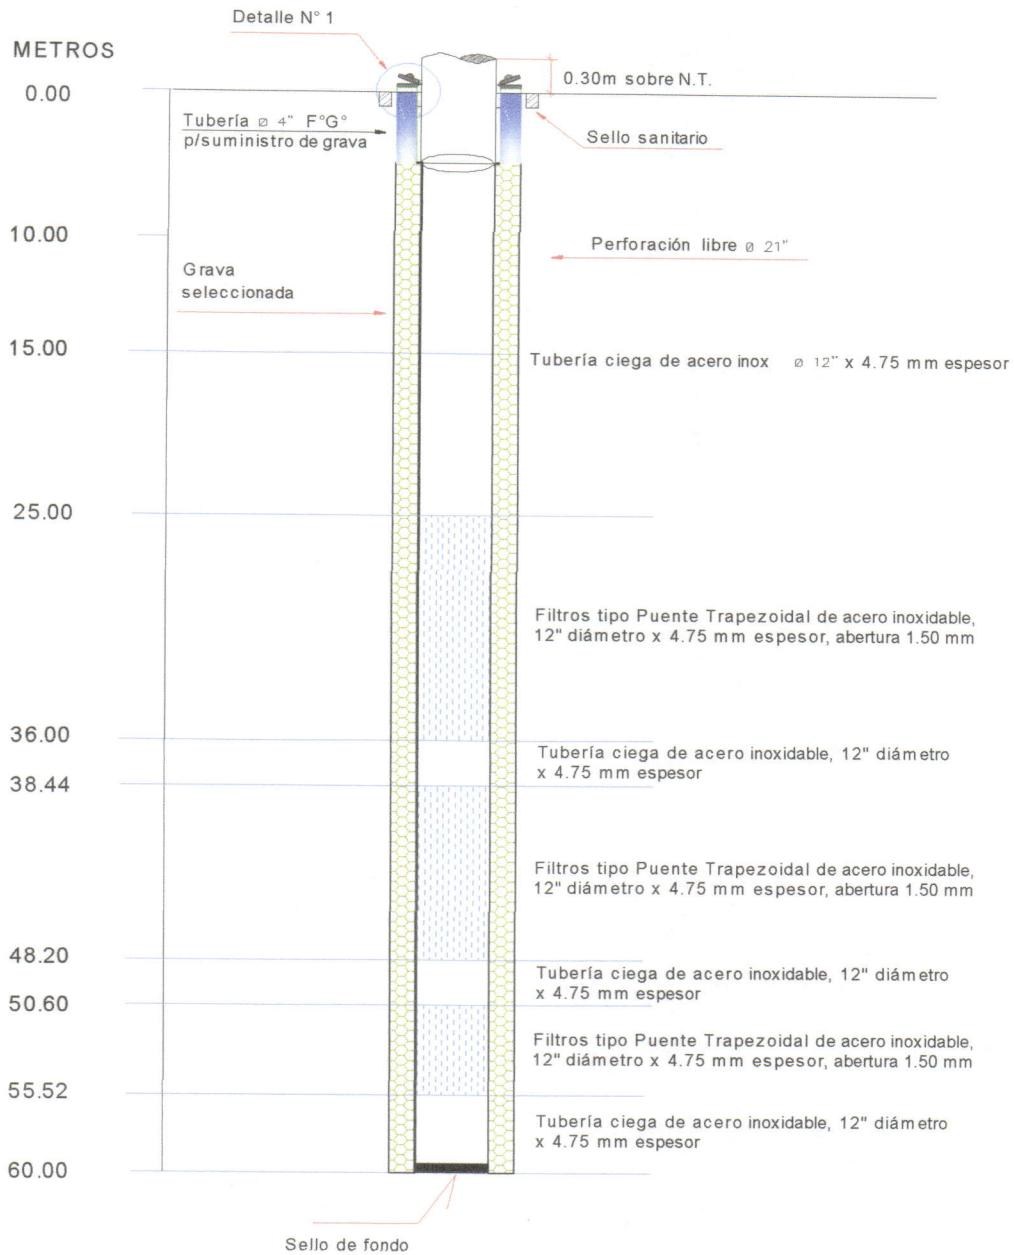 Detalle N° 1
METROS
0.30m sobre N.T.
0.00
Tubería ø 4" F°G°
p/suministro de grava
Sello sanitario
10.00
Perforación libre ø 21"
Grava
seleccionada
15.00
Tubería ciega de acero inox ø 12" x 4.75 mm espesor
25.00
Filtros tipo Puente Trapezoidal de acero inoxidable,
12" diámetro x 4.75 mm espesor, abertura 1.50 mm
36.00
Tubería ciega de acero inoxidable, 12" diámetro
x 4.75 mm espesor
38.44
Filtros tipo Puente Trapezoidal de acero inoxidable,
12" diámetro x 4.75 mm espesor, abertura 1.50 mm
48.20
Tubería ciega de acero inoxidable, 12" diámetro
x 4.75 mm espesor
50.60
Filtros tipo Puente Trapezoidal de acero inoxidable,
12" diámetro x 4.75 mm espesor, abertura 1.50 mm
55.52
Tubería ciega de acero inoxidable, 12" diámetro
x 4.75 mm espesor
60.00
Sello de fondo